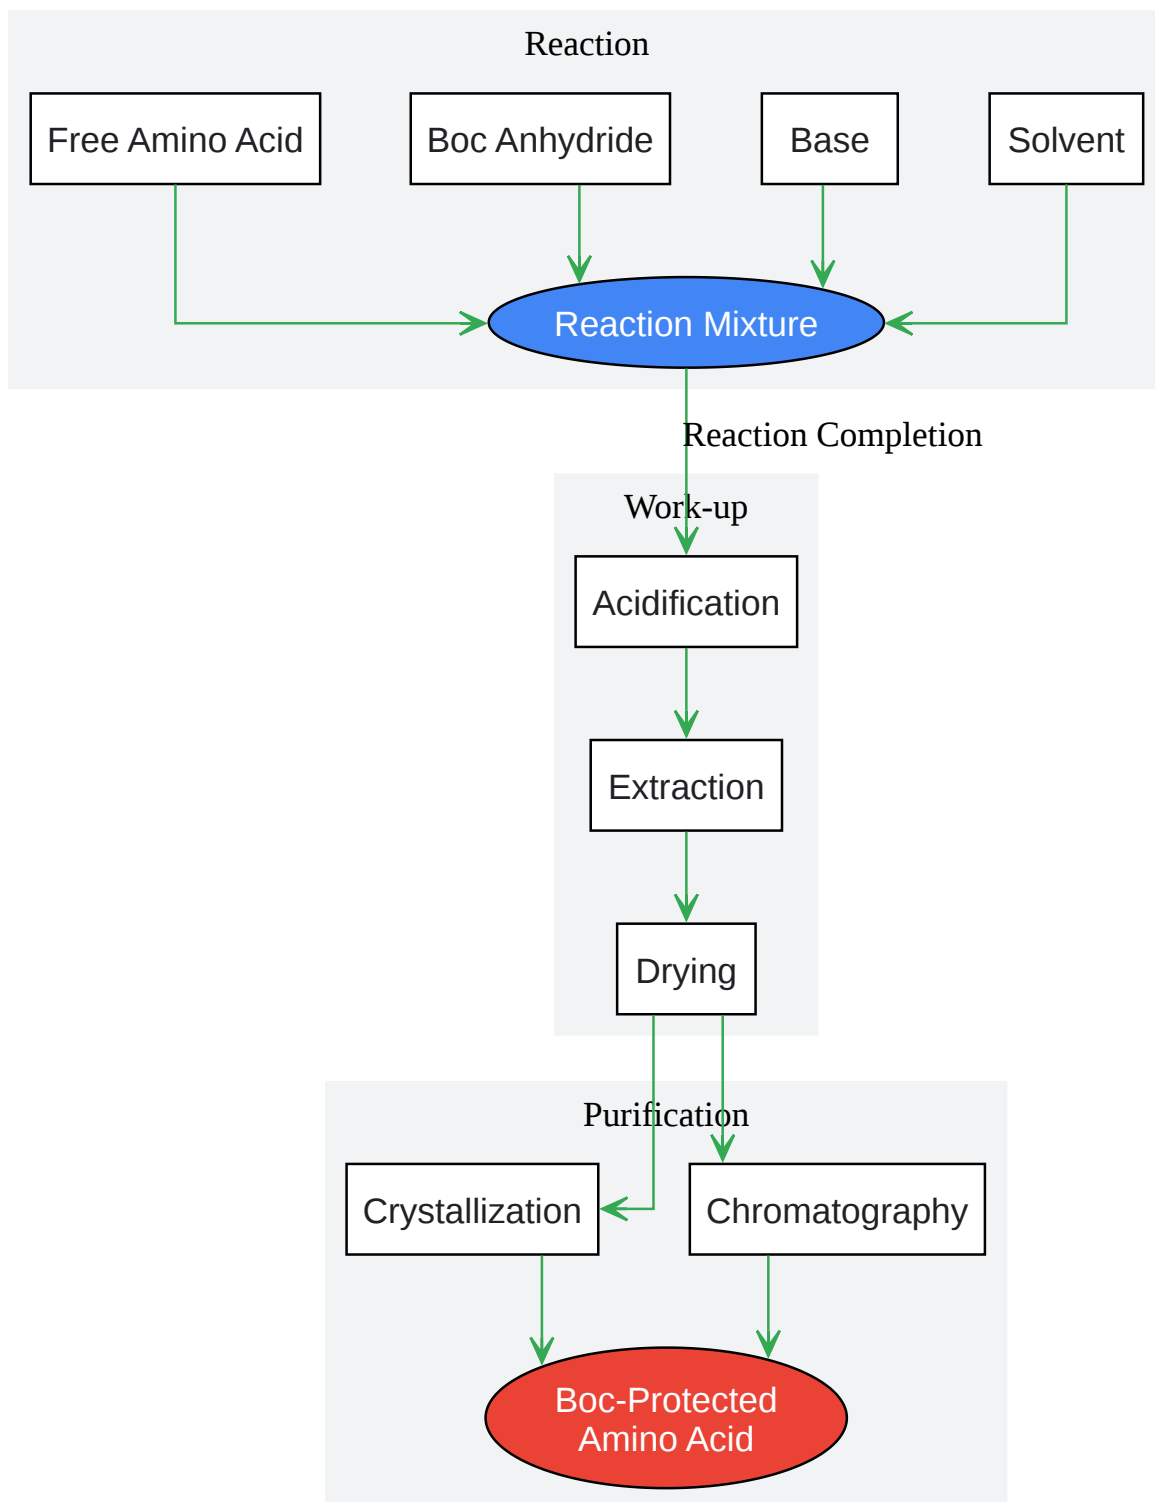 Reaction
Free Amino Acid
Boc Anhydride
Base
Solvent
Reaction Mixture
Reaction Completion
Work-up
Acidification
Extraction
Drying
Purification
Crystallization
Chromatography
Boc-Protected
Amino Acid